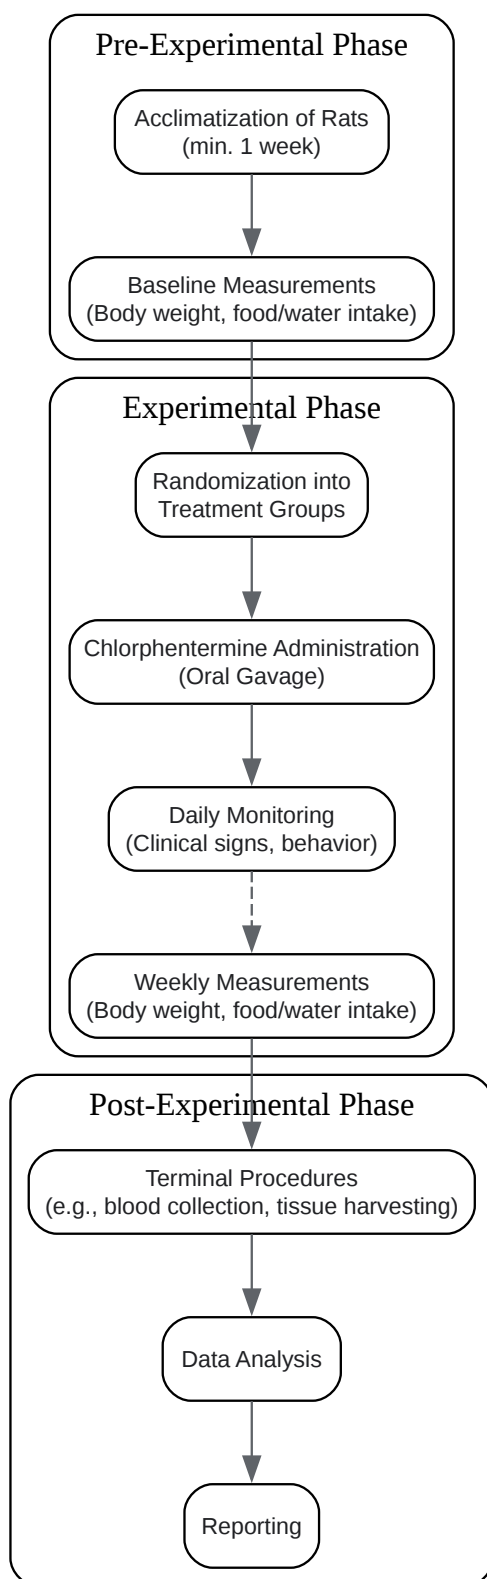 Pre-Experimental Phase
Acclimatization of Rats
(min. 1 week)
Baseline Measurements
(Body weight, food/water intake)
Experimental Phase
Randomization into
Treatment Groups
Chlorphentermine Administration
(Oral Gavage)
Daily Monitoring
(Clinical signs, behavior)
Weekly Measurements
(Body weight, food/water intake)
Post-Experimental Phase
Terminal Procedures
(e.g., blood collection, tissue harvesting)
Data Analysis
Reporting